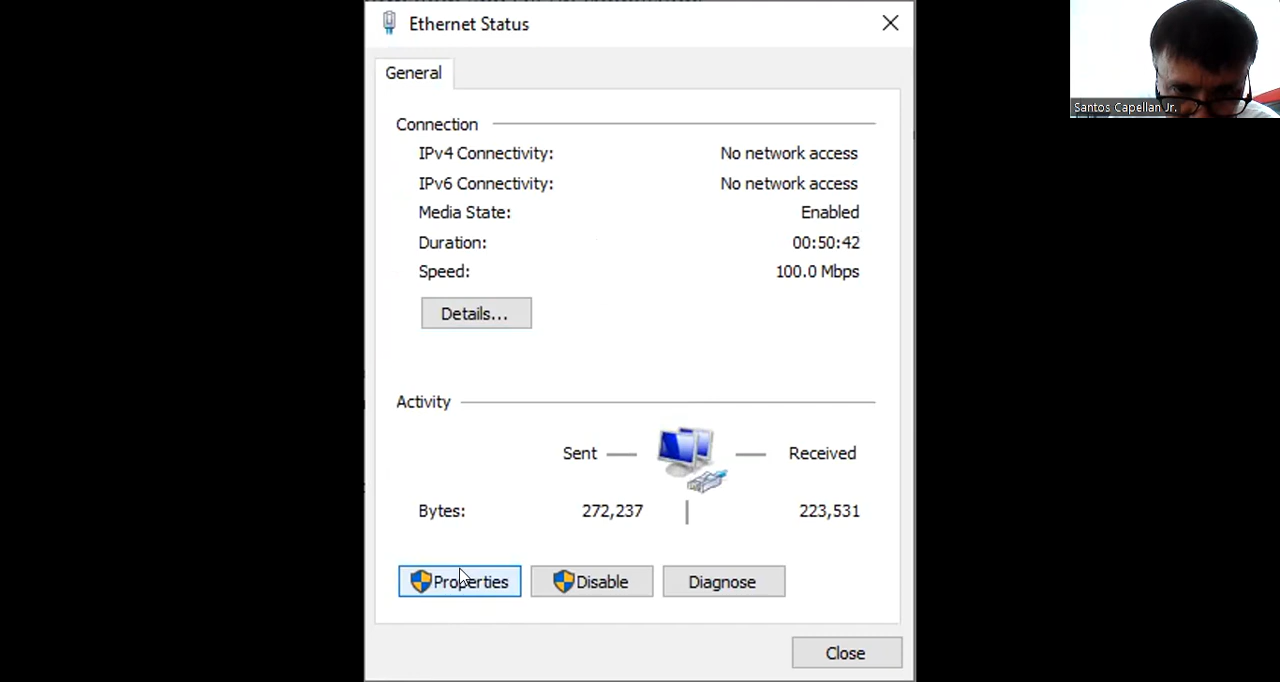 Ethernet Status
Santos Capellan Jr.
General
Connection
IPv4 Connectivity: No network access
IPv6 Connectivity: No network access
Media State: Enabled
Duration: 00:50:42
Speed: 100.0 Mbps
Details...
Activity
Sent Received
Bytes: 272,237 223,531
Properties Disable Diagnose
Close